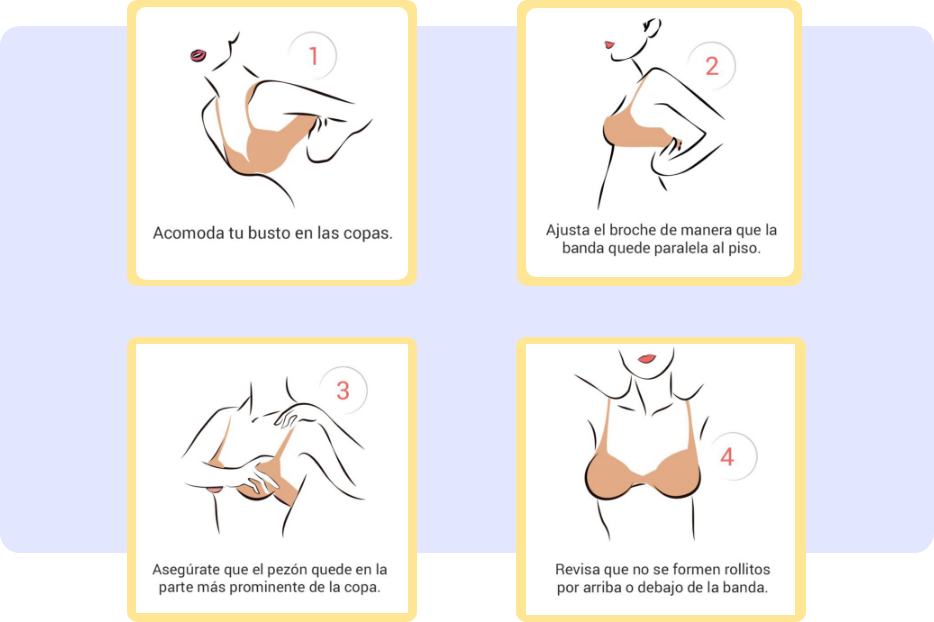 1
Acomoda tu busto en las copas.
2
Ajusta el broche de manera que la
banda quede paralela al piso.
3
Asegúrate que el pezón quede en la
parte más prominente de la copa.
4
Revisa que no se formen rollitos
por arriba o debajo de la banda.